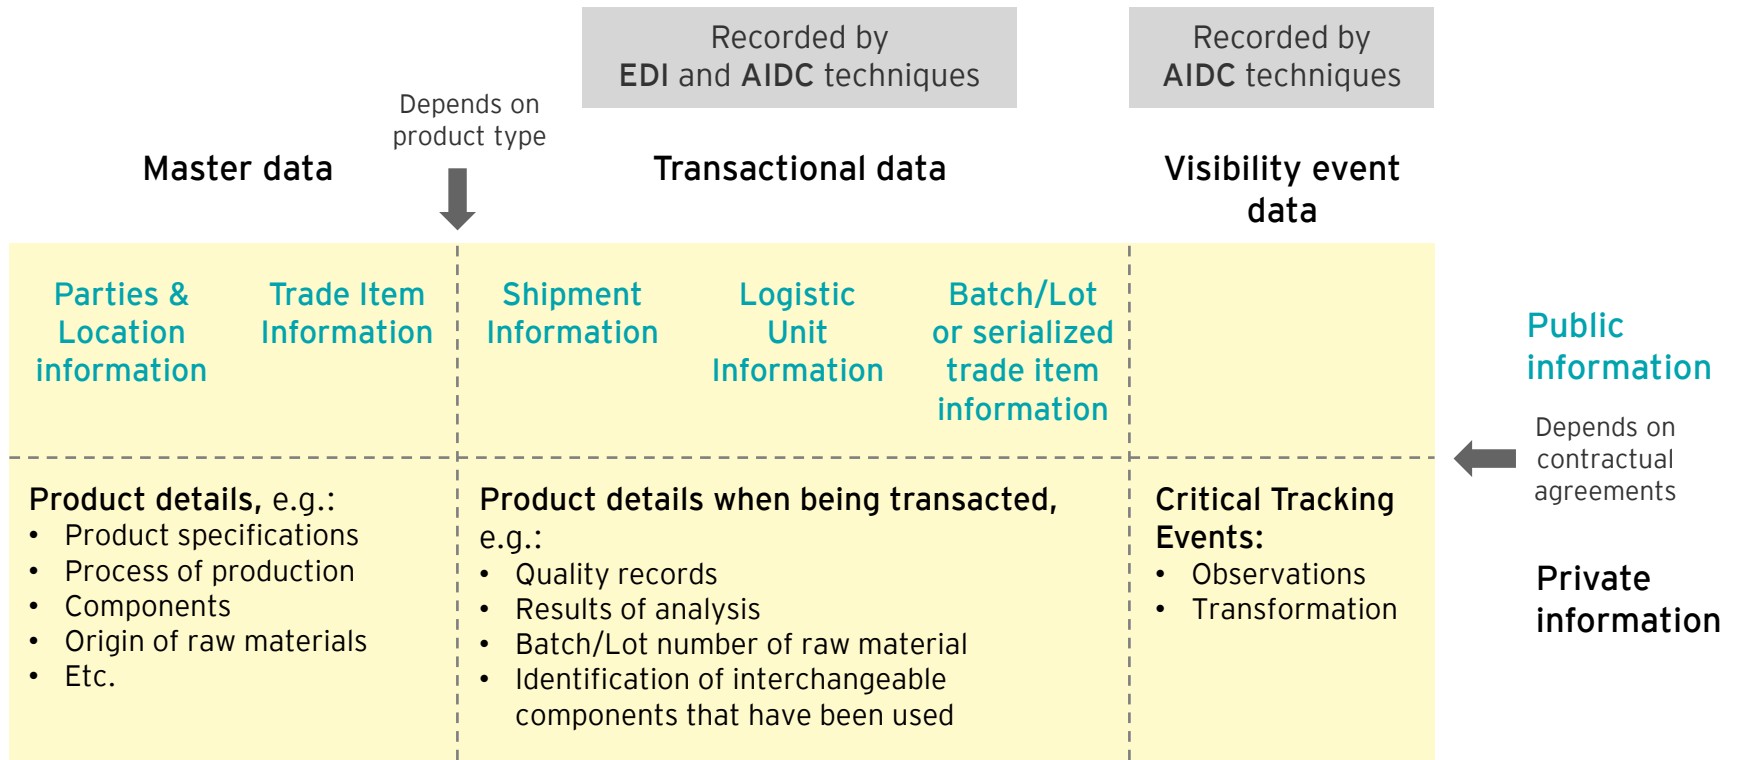 Recorded by
EDI and AIDC techniques
Recorded by
AIDC techniques
Depends on
product type
Master data
Transactional data
Visibility event
data
Parties &
Location
information
Trade Item
Information
Shipment
Information
Logistic
Unit
Information
Batch/Lot
or serialized
trade item
information
Public
information
Depends on
contractual
agreements
Product details, e.g.:
• Product specifications
• Process of production
• Components
• Origin of raw materials
• Etc.
Product details when being transacted,
e.g.:
• Quality records
• Results of analysis
• Batch/Lot number of raw material
• Identification of interchangeable
components that have been used
Critical Tracking
Events:
• Observations
• Transformation
Private
information